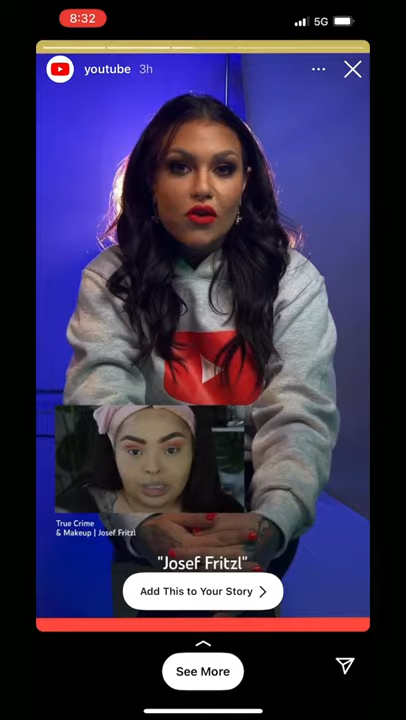 8:32
5G
youtube 3h
True Crime
& Makeup | Josef Fritzl
"Josef Fritzl"
Add This to Your Story
See More